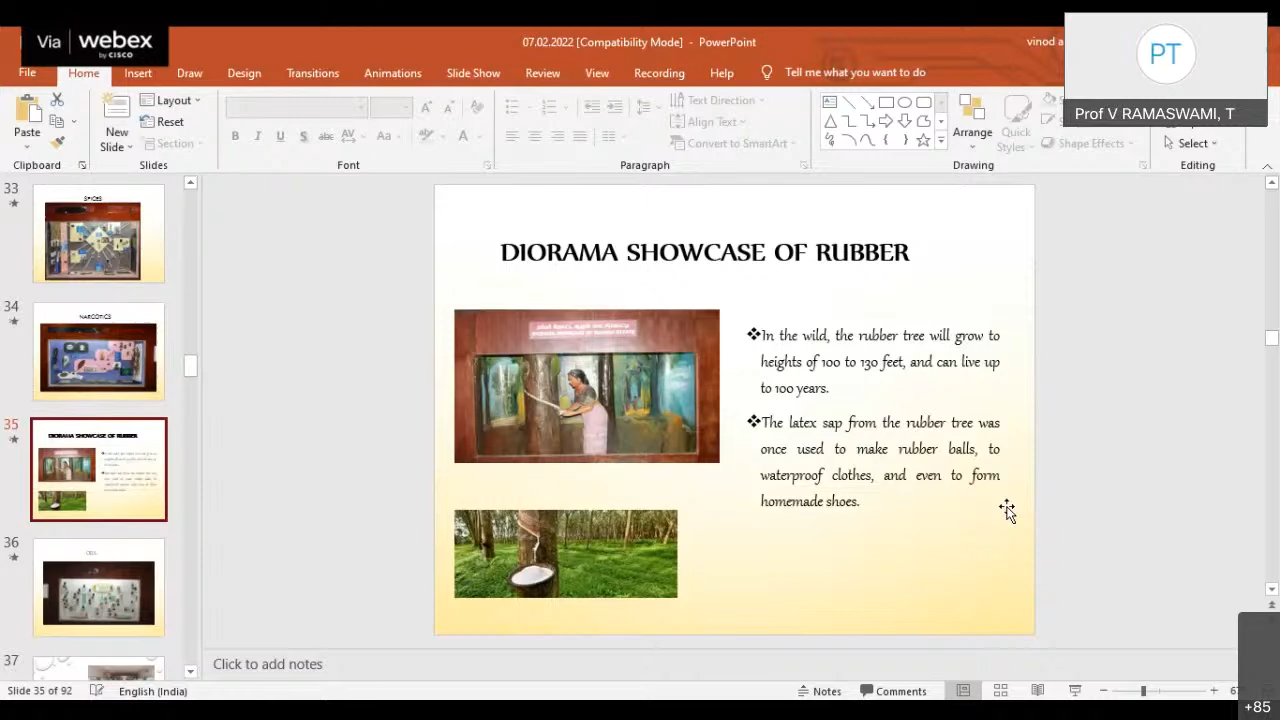 Via webex
by CISCO
07.02.2022 [Compatibility Mode] - PowerPoint
vinod a
File Home Insert Draw Design Transitions Animations Slide Show Review View Recording Help Tell me what you want to do
PT
Prof V RAMASWAMI, T
Paste
New
Slide
Layout
Reset
Section
B I U S abc AV Aa A
Text Direction
Align Text
Convert to SmartArt
Arrange
Quick
Styles
Shape Effects
Select
Clipboard Slides Font Paragraph Drawing Editing
33
SPICES
34
NARCOTICS
35
DIORAMA SHOWCASE OF RUBBER
36
OIL
37
DIORAMA SHOWCASE OF RUBBER
❖In the wild, the rubber tree will grow to
heights of 100 to 130 feet, and can live up
to 100 years.
❖The latex sap from the rubber tree was
once used to make rubber balls, to
waterproof clothes, and even to form
homemade shoes.
Click to add notes
Slide 35 of 92 English (India) Notes Comments
+85